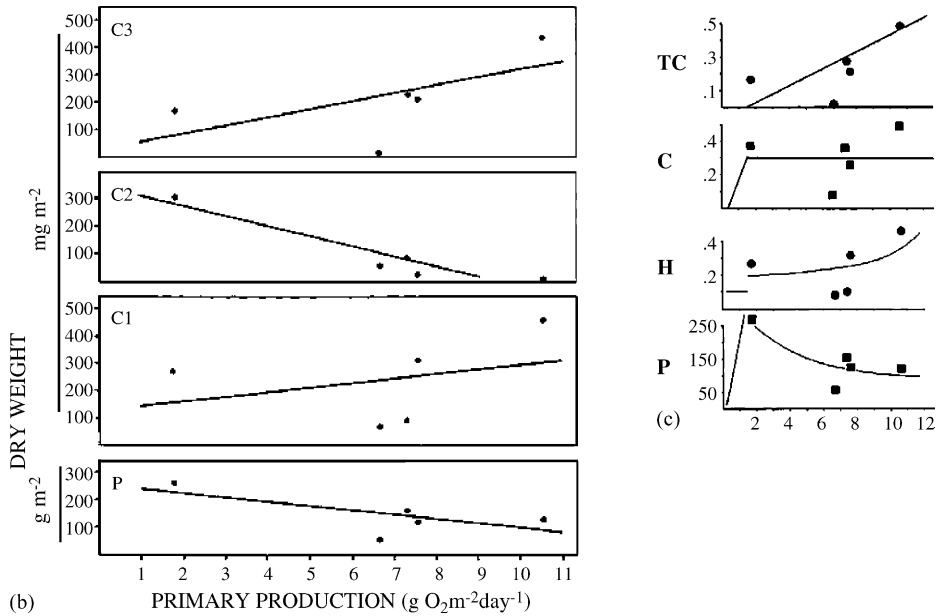 C3
500
400
300
200
100
C2
300
200
100
C1
500
400
300
200
100
P
300
200
100
mg m-2
g m-2
DRY WEIGHT
1 2 3 4 5 6 7 8 9 10 11
(b) PRIMARY PRODUCTION (g O2m-2day-1)
TC
.5
.3
.1
C
.4
.2
H
.4
.2
P
250
150
50
(c)
2 4 6 8 10 12